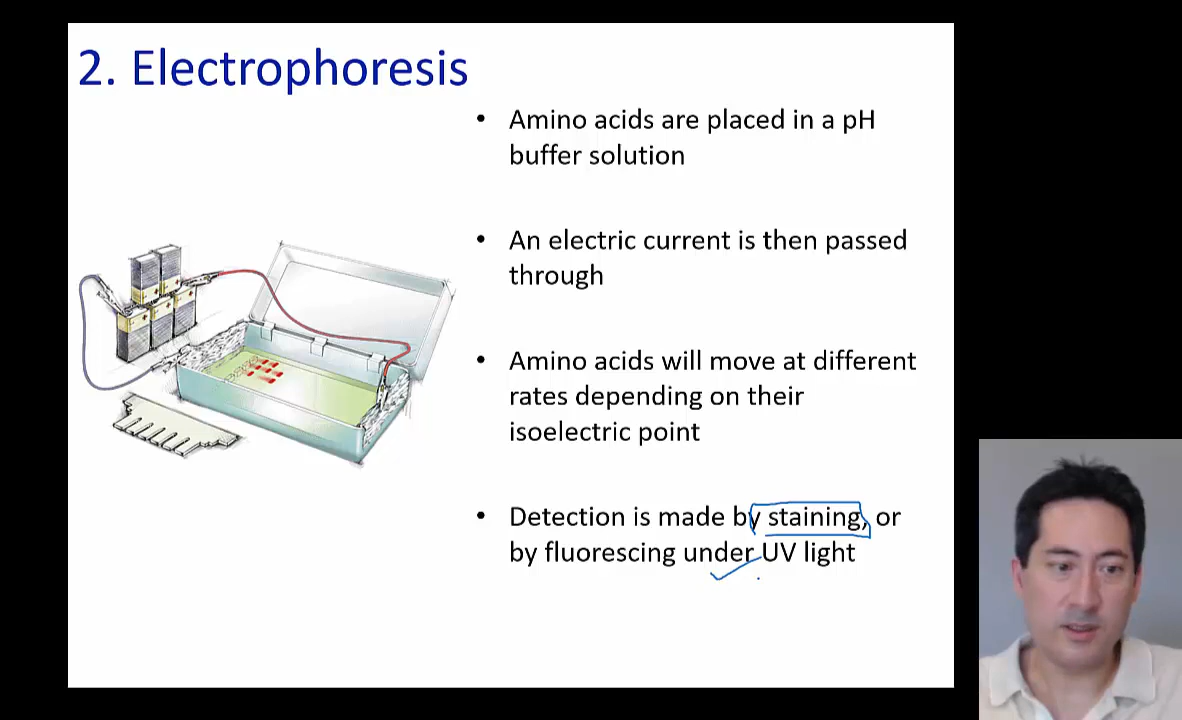 2. Electrophoresis
• Amino acids are placed in a pH
buffer solution
• An electric current is then passed
through
• Amino acids will move at different
rates depending on their
isoelectric point
• Detection is made by staining, or
by fluorescing under UV light